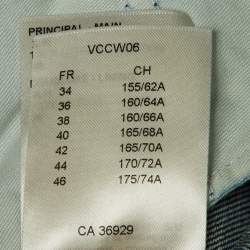 PRINCIPAL MAIN
VCCW06
FR CH
34 155/62A
36 160/64A
38 160/66A
40 165/68A
42 165/70A
44 170/72A
46 175/74A
CA 36929